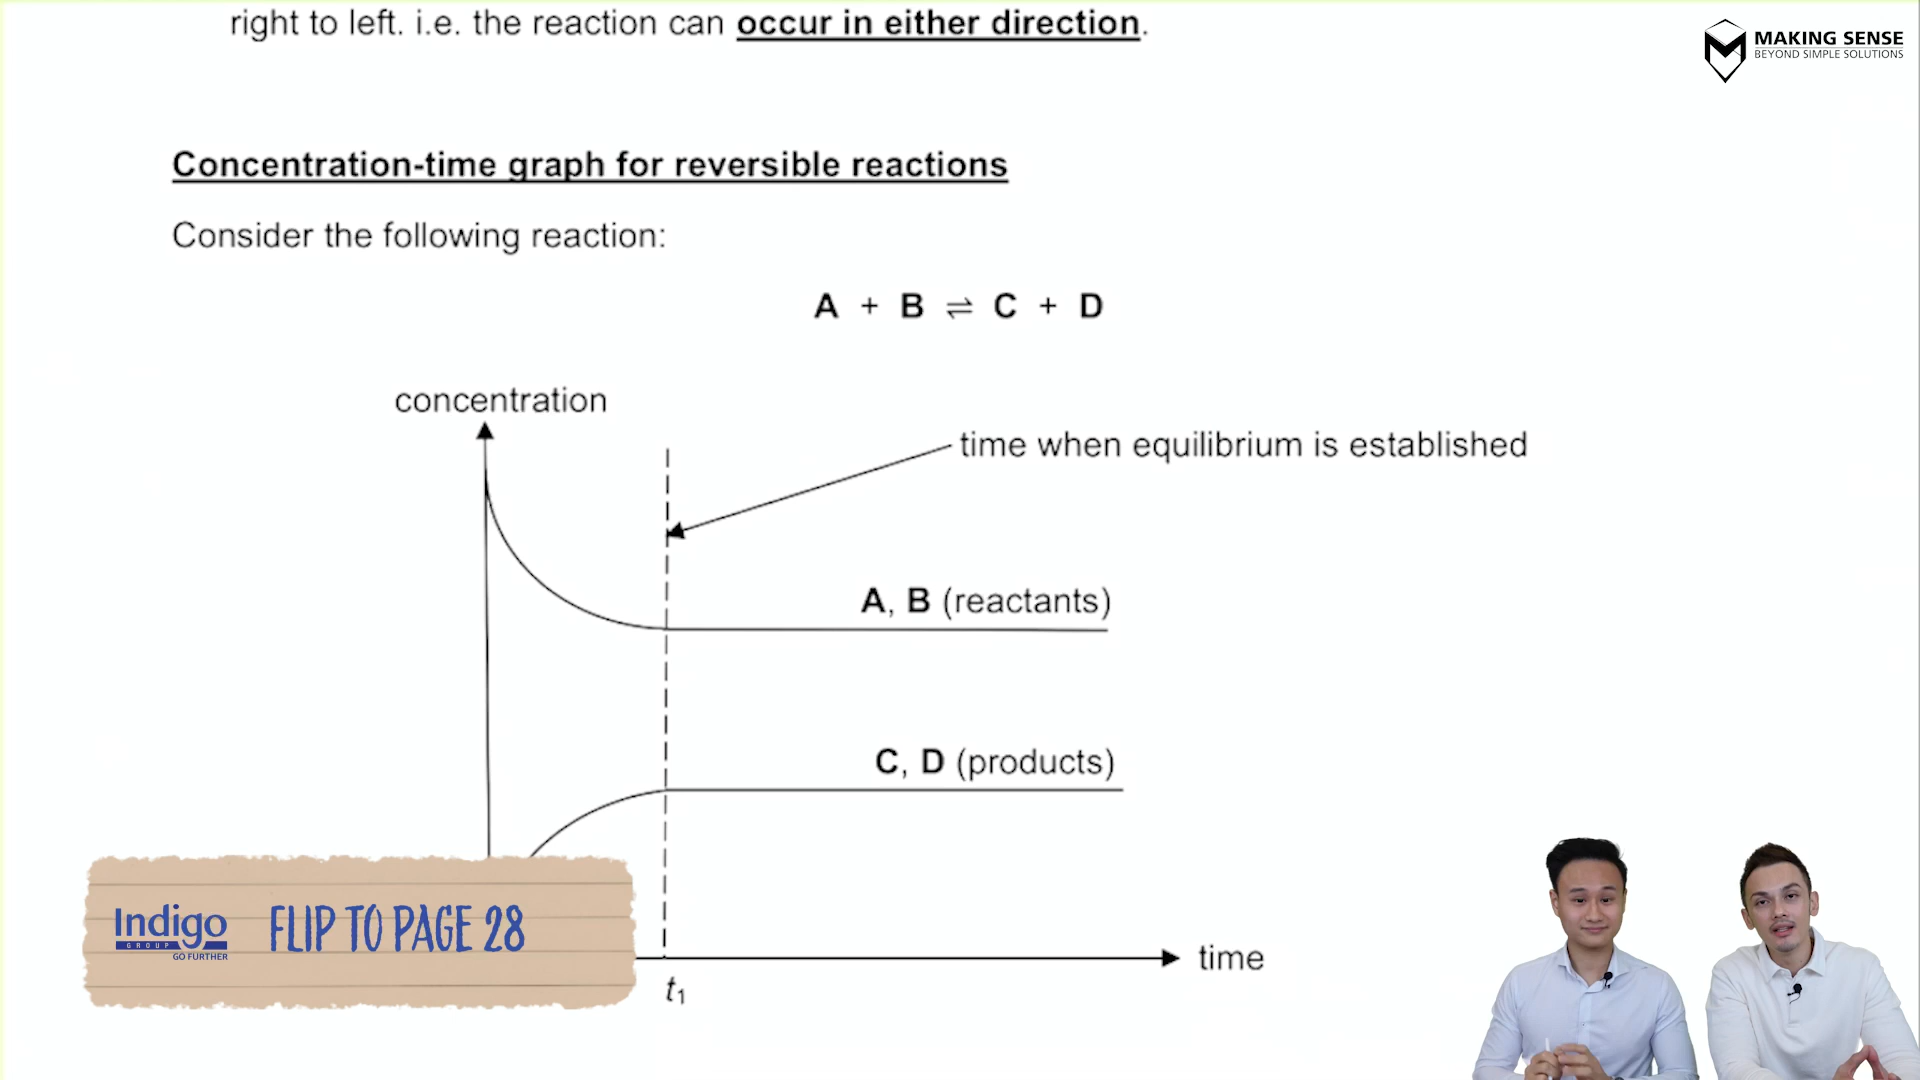 right to left. i.e. the reaction can occur in either direction.
MAKING SENSE
BEYOND SIMPLE SOLUTIONS
Concentration-time graph for reversible reactions
Consider the following reaction:
A + B ⇌ C + D
concentration
time when equilibrium is established
A, B (reactants)
C, D (products)
Indigo
GROUP
GO FURTHER
FLIP TO PAGE 28
time
t₁